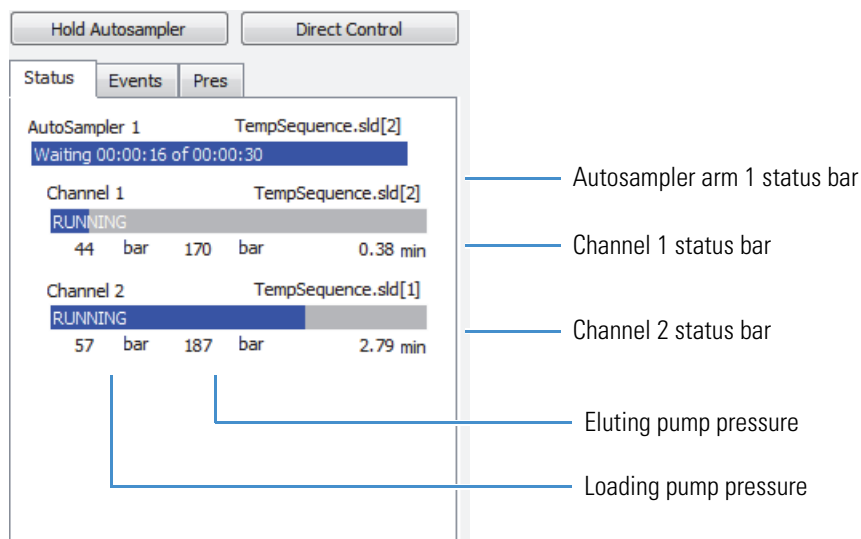 Hold Autosampler Direct Control
Status Events Pres
AutoSampler 1 TempSequence.sld[2]
Waiting 00:00:16 of 00:00:30
Autosampler arm 1 status bar
Channel 1 TempSequence.sld[2]
RUNNING
44 bar 170 bar 0.38 min
Channel 1 status bar
Channel 2 TempSequence.sld[1]
RUNNING
57 bar 187 bar 2.79 min
Channel 2 status bar
Eluting pump pressure
Loading pump pressure